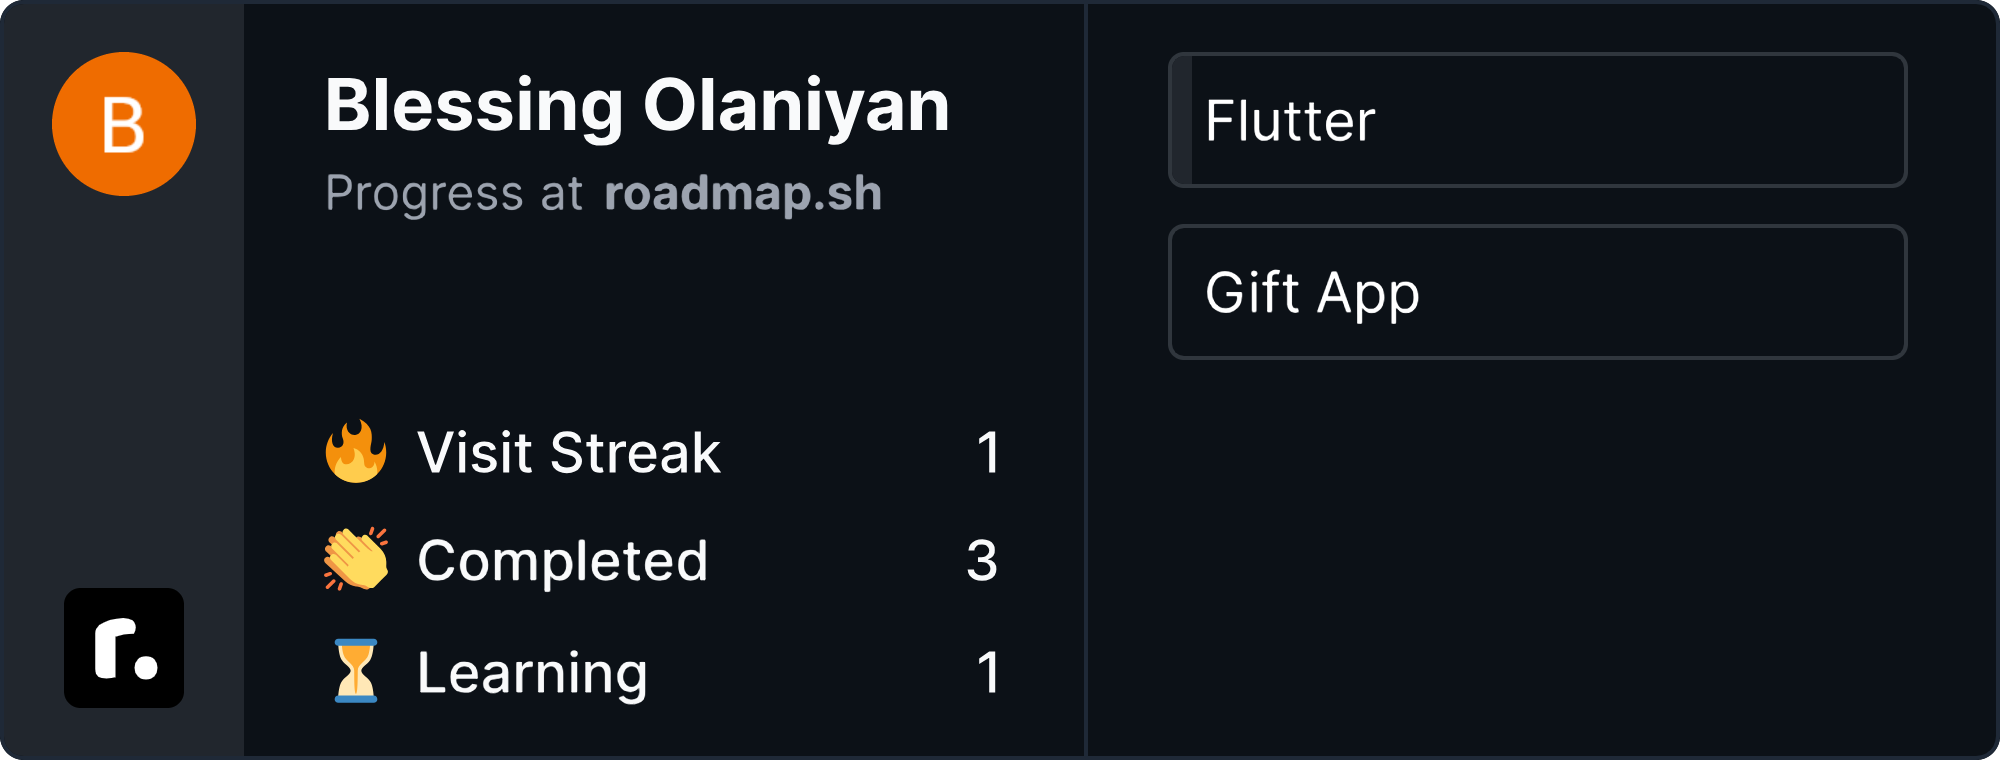 B
Blessing Olaniyan
Progress at roadmap.sh
Visit Streak 1
Completed 3
Learning 1
r.
Flutter
Gift App